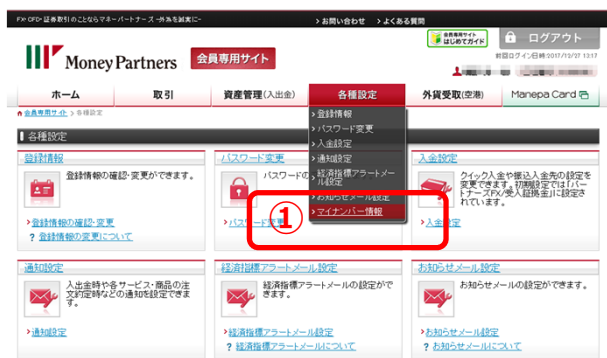 FX・CFD・証券取引のことならマネーパートナーズ -外為を誠実に-
>お問い合わせ >よくある質問
会員専用サイト
はじめてガイド
ログアウト
前回ログイン日時:2017/12/27 13:17
Money Partners 会員専用サイト
ホーム 取引 資産管理(入出金) 各種設定 外貨受取(空港) Manepa Card
会員専用サイト > 各種設定
>登録情報
>パスワード変更
>入金設定
>通知設定
>経済指標アラートメール設定
>お知らせメール設定
>マイナンバー情報
各種設定
登録情報
登録情報の確認・変更ができます。
>登録情報の確認・変更
? 登録情報の変更について
パスワード変更
パスワードの
>パスワード変更
①
入金設定
クイック入金や振込入金先の設定を変更できます。初期設定では「パートナーズFX/受入証拠金」に設定されています。
>入金設定
通知設定
入出金時や各サービス・商品の注文約定時などの通知を設定できます。
>通知設定
経済指標アラートメール設定
経済指標アラートメールの設定ができます。
>経済指標アラートメール設定
? 経済指標アラートメールについて
お知らせメール設定
お知らせメールの設定ができます。
>お知らせメール設定
? お知らせメールについて